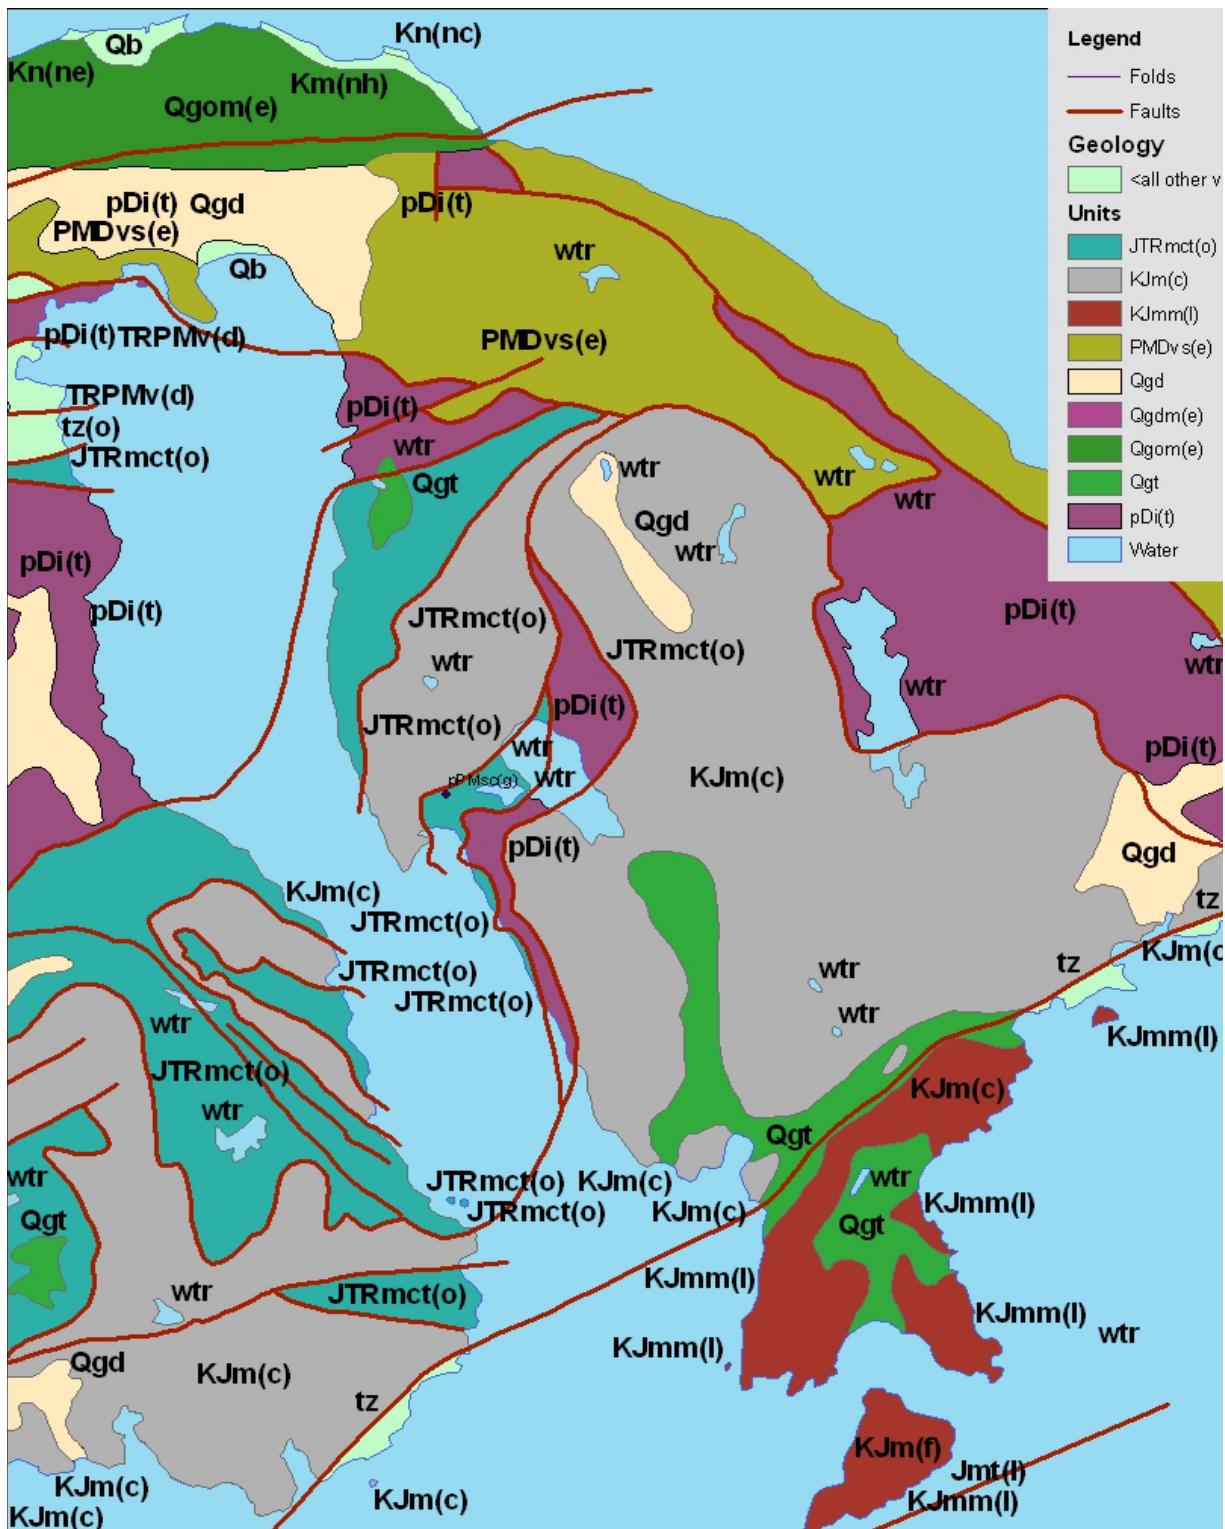 Kn(nc)
Qb
Kn(ne)
Km(nh)
Qgom(e)
Legend
Folds
Faults
Geology
<all other v
Units
JTRmct(o)
KJm(c)
KJmm(l)
PMDvs(e)
Qgd
Qgdm(e)
Qgom(e)
Qgt
pDi(t)
Water
pDi(t) Qgd
pDi(t)
PMDvs(e)
wtr
Qb
pDi(t) TRPMv(d)
PMDvs(e)
TRPMv(d)
pDi(t)
tz(o)
wtr
JTRmct(o)
wtr
wtr
Qgt
wtr
Qgd
wtr
pDi(t)
pDi(t)
JTRmct(o)
pDi(t)
JTRmct(o)
wtr
wtr
wtr
pDi(t)
JTRmct(o)
wtr
pDi(t)
wtr
KJm(c)
pPMsc(g)
pDi(t)
Qgd
KJm(c)
tz
JTRmct(o)
KJm(c
tz
JTRmct(o)
wtr
JTRmct(o)
wtr
wtr
KJmm(l)
JTRmct(o)
KJm(c)
wtr
Qgt
wtr
JTRmct(o) KJm(c)
wtr
KJmm(l)
JTRmct(o)
KJm(c)
Qgt
Qgt
KJmm(l)
wtr
JTRmct(o)
KJmm(l)
wtr
KJmm(l)
Qgd
KJm(c)
tz
KJm(f)
Jmt(l)
KJm(c)
KJm(c)
KJmm(l)
KJm(c)